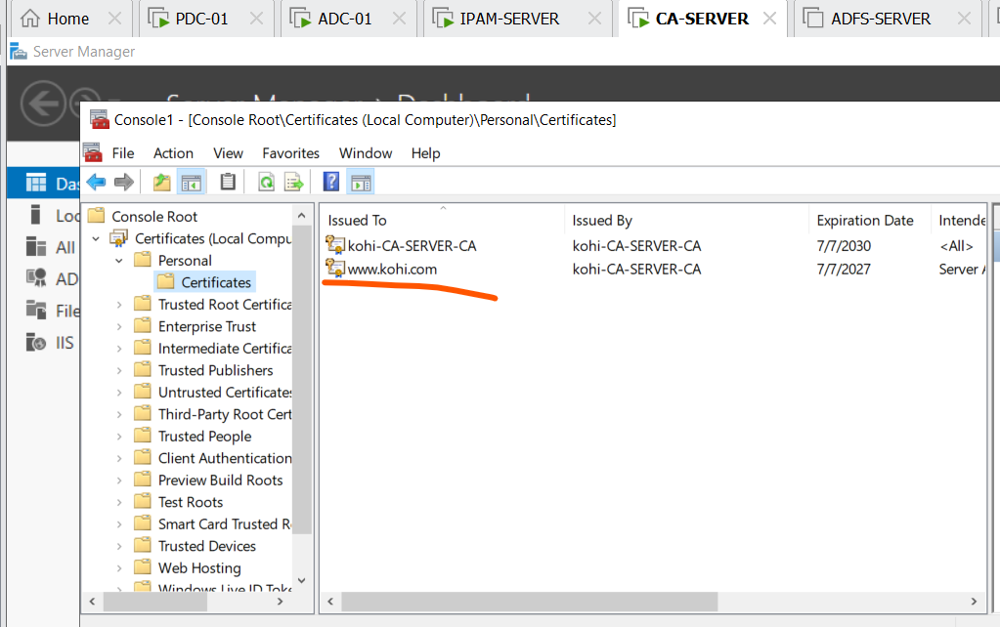 Home PDC-01 ADC-01 IPAM-SERVER CA-SERVER ADFS-SERVER
Server Manager
Server Manager Dashboard
Console1 - [Console Root\Certificates (Local Computer)\Personal\Certificates]
File Action View Favorites Window Help
Das
Loc
All
AD
File
IIS
Console Root
Certificates (Local Compu
Personal
Certificates
Trusted Root Certifica
Enterprise Trust
Intermediate Certifica
Trusted Publishers
Untrusted Certificates
Third-Party Root Cert
Trusted People
Client Authentication
Preview Build Roots
Test Roots
Smart Card Trusted R
Trusted Devices
Web Hosting
Windows Live ID Toke
Issued To Issued By Expiration Date Intende
kohi-CA-SERVER-CA kohi-CA-SERVER-CA 7/7/2030 <All>
www.kohi.com kohi-CA-SERVER-CA 7/7/2027 Server A